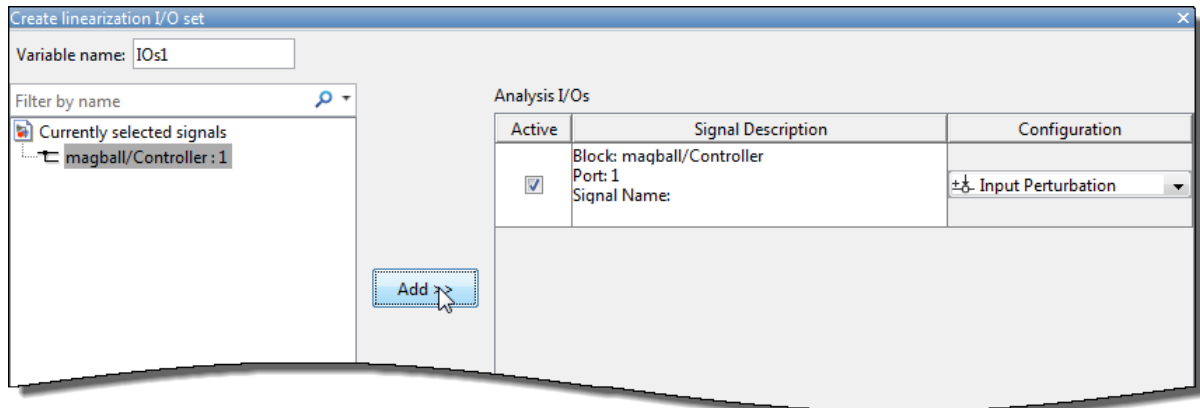 Create linearization I/O set
Variable name: IOs1
Filter by name
Analysis I/Os
Currently selected signals
magball/Controller : 1
Active Signal Description Configuration
Block: magball/Controller
Port: 1
Signal Name:
Input Perturbation
Add >>